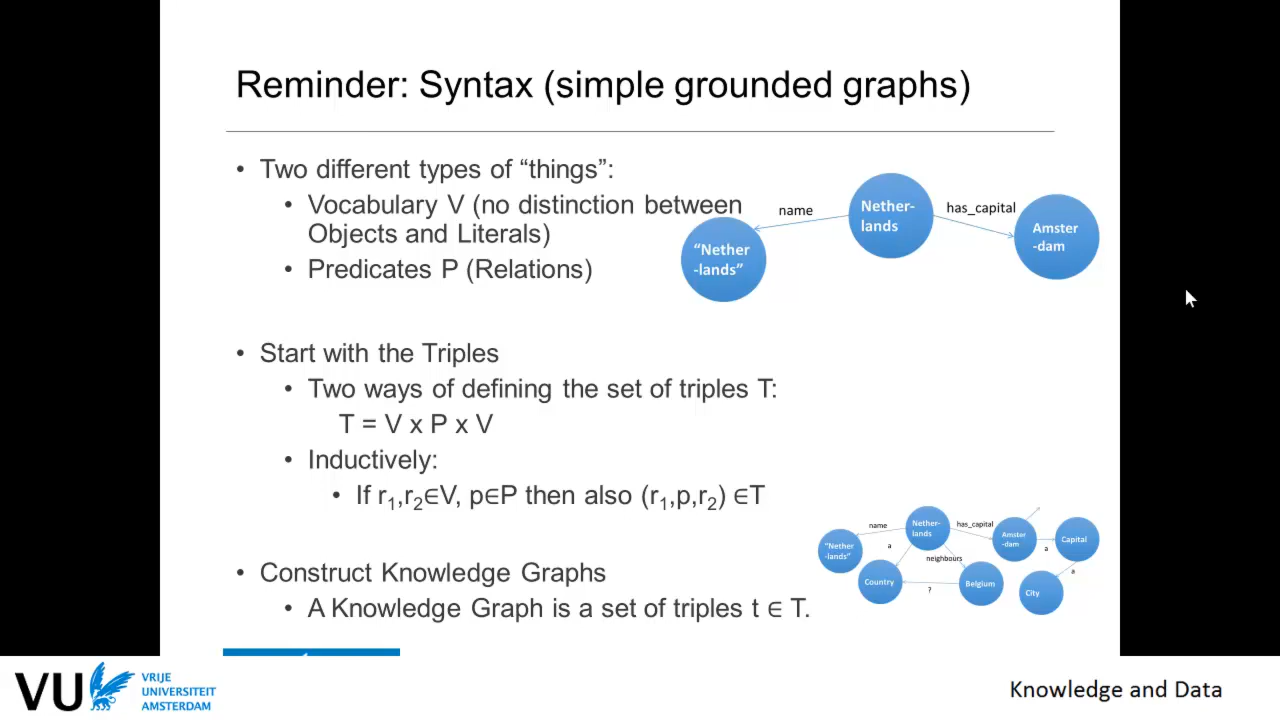 Reminder: Syntax (simple grounded graphs)
• Two different types of “things”:
• Vocabulary V (no distinction between
Objects and Literals)
• Predicates P (Relations)
name
Nether-
lands
has_capital
Amster
-dam
“Nether
-lands”
• Start with the Triples
• Two ways of defining the set of triples T:
T = V x P x V
• Inductively:
• If r₁,r₂∈V, p∈P then also (r₁,p,r₂) ∈T
name
Nether-
lands
has_capital
Amster
-dam
Capital
“Nether
-lands”
a
neighbours
a
a
Country
?
Belgium
City
• Construct Knowledge Graphs
• A Knowledge Graph is a set of triples t ∈ T.
VU
VRIJE
UNIVERSITEIT
AMSTERDAM
Knowledge and Data